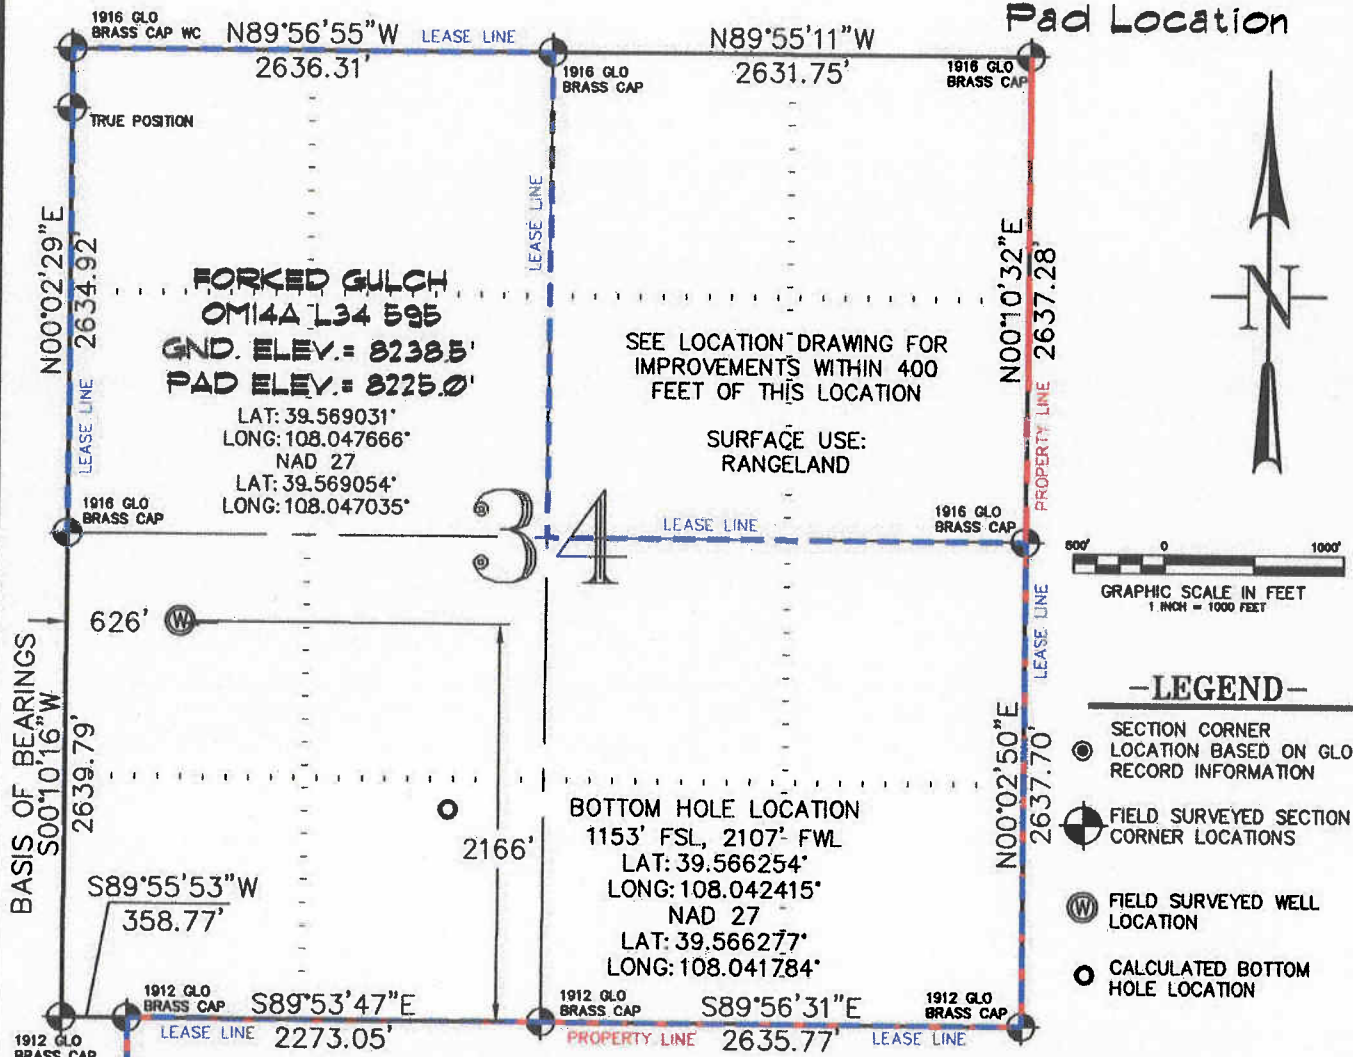 Pad Location
1916 GLO
BRASS CAP WC
N89°56'55"W
LEASE LINE
2636.31'
1916 GLO
BRASS CAP
N89°55'11"W
2631.75'
1916 GLO
BRASS CAP
TRUE POSITION
N00°02'29"E
2634.92'
LEASE LINE
LEASE LINE
FORKED GULCH
OM14A L34 595
GND. ELEV.= 8238.5'
PAD ELEV.= 8225.0'
LAT: 39.569031°
LONG: 108.047666°
NAD 27
LAT: 39.569054°
LONG: 108.047035°
SEE LOCATION DRAWING FOR
IMPROVEMENTS WITHIN 400
FEET OF THIS LOCATION
SURFACE USE:
RANGELAND
N00°10'32"E
2637.28'
PROPERTY LINE
N
1916 GLO
BRASS CAP
34
LEASE LINE
1916 GLO
BRASS CAP
500' 0 1000'
GRAPHIC SCALE IN FEET
1 INCH = 1000 FEET
626'
W
BASIS OF BEARINGS
S00°10'16"W
2639.79'
2166'
LEASE LINE
N00°02'50"E
2637.70'
BOTTOM HOLE LOCATION
1153' FSL, 2107' FWL
LAT: 39.566254°
LONG: 108.042415°
NAD 27
LAT: 39.566277°
LONG: 108.041784°
-LEGEND-
SECTION CORNER
LOCATION BASED ON GLO
RECORD INFORMATION
FIELD SURVEYED SECTION
CORNER LOCATIONS
W
FIELD SURVEYED WELL
LOCATION
CALCULATED BOTTOM
HOLE LOCATION
S89°55'53"W
358.77'
1912 GLO
BRASS CAP
1912 GLO
BRASS CAP
S89°53'47"E
LEASE LINE
2273.05'
1912 GLO
BRASS CAP
S89°56'31"E
PROPERTY LINE
2635.77'
LEASE LINE
1912 GLO
BRASS CAP